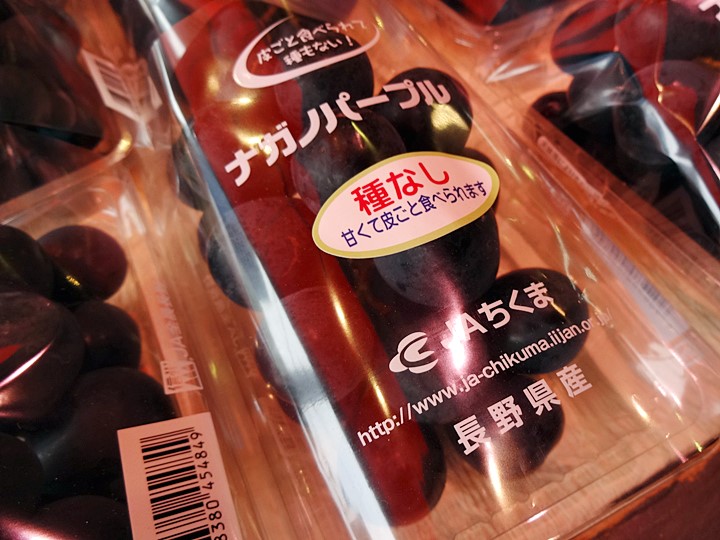 皮ごと食べられて
種もない!
ナガノパープル
種なし
甘くて皮ごと食べられます
JAちくま
http://www.ja-chikuma.iijan.or.jp
長野県産
8380 454849